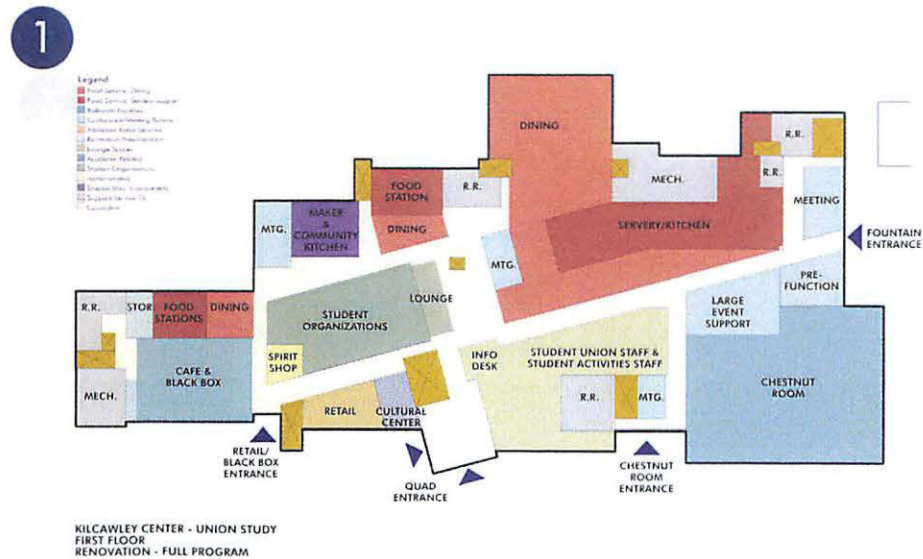 1
Legend
DINING
R.R.
FOOD
STATION
R.R.
MECH.
R.R.
MEETING
MAKER
&
COMMUNITY
KITCHEN
MTG.
DINING
SERVERY/KITCHEN
FOUNTAIN
ENTRANCE
MTG.
PRE-
FUNCTION
R.R.
STOR
FOOD
STATIONS
DINING
LOUNGE
STUDENT
ORGANIZATIONS
LARGE
EVENT
SUPPORT
SPIRIT
SHOP
INFO
DESK
STUDENT UNION STAFF &
STUDENT ACTIVITIES STAFF
CAFE &
BLACK BOX
CHESTNUT
ROOM
MECH.
RETAIL
CULTURAL
CENTER
R.R.
MTG.
RETAIL/
BLACK BOX
ENTRANCE
QUAD
ENTRANCE
CHESTNUT
ROOM
ENTRANCE
KILCAWLEY CENTER - UNION STUDY
FIRST FLOOR
RENOVATION - FULL PROGRAM